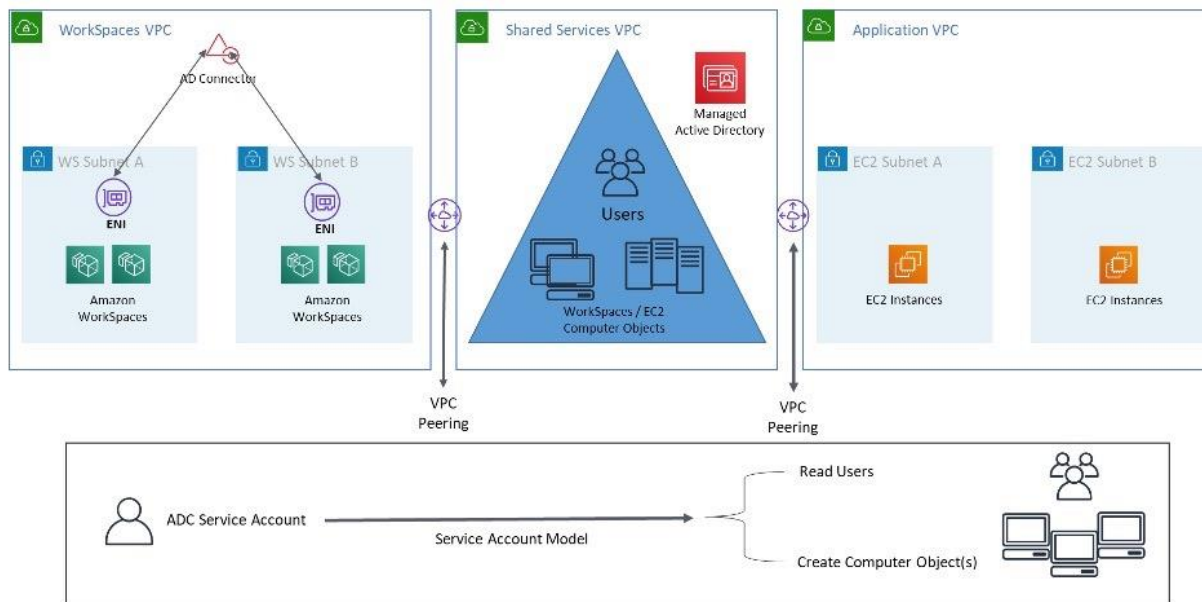 WorkSpaces VPC
AD Connector
WS Subnet A
ENI
Amazon
WorkSpaces
WS Subnet B
ENI
Amazon
WorkSpaces
VPC
Peering
Shared Services VPC
Managed
Active Directory
Users
WorkSpaces / EC2
Computer Objects
VPC
Peering
Application VPC
EC2 Subnet A
EC2 Instances
EC2 Subnet B
EC2 Instances
ADC Service Account
Service Account Model
Read Users
Create Computer Object(s)